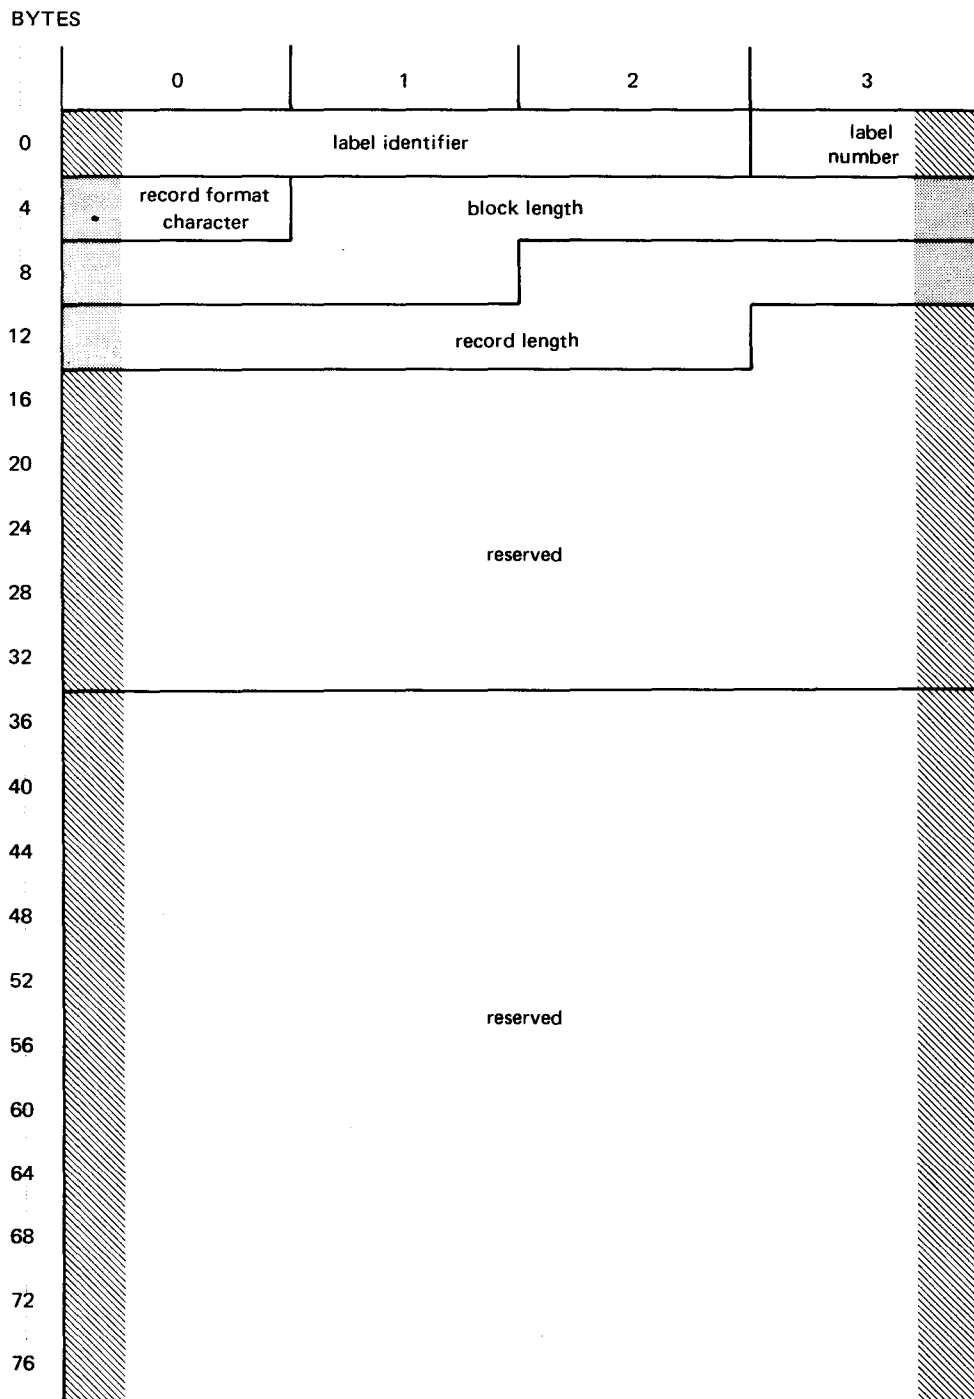 BYTES
0 1 2 3
0 label identifier label
number
4 record format
character block length
8
12 record length
16
20
24
28 reserved
32
36
40
44
48
52
56 reserved
60
64
68
72
76